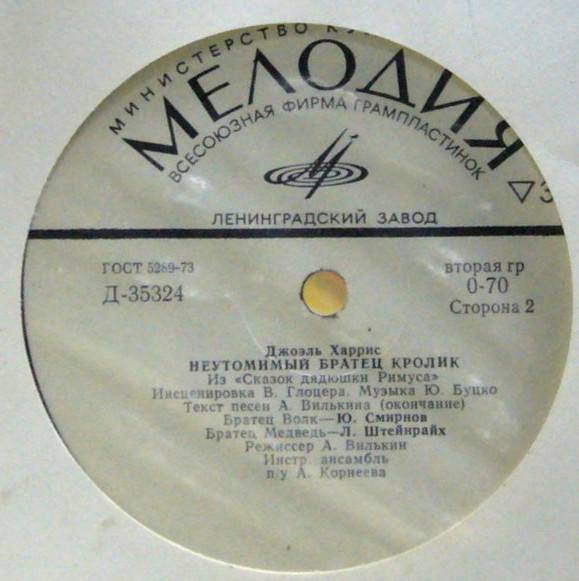 МИНИСТЕРСТВО
МЕЛОДИЯ
ВСЕСОЮЗНАЯ ФИРМА ГРАМПЛАСТИНОК
ЛЕНИНГРАДСКИЙ ЗАВОД
ГОСТ 5289-73
Д-35324
вторая гр
0-70
Сторона 2
Джоэль Харрис
НЕУТОМИМЫЙ БРАТЕЦ КРОЛИК
Из «Сказок дядюшки Римуса»
Инсценировка В. Глоцера. Музыка Ю. Буцко
Текст песен А. Вилькина (окончание)
Братец Волк—Ю. Смирнов
Братец Медведь—Л. Штейнрайх
Режиссер А. Вилькин
Инстр. ансамбль
п/у А. Корнеева